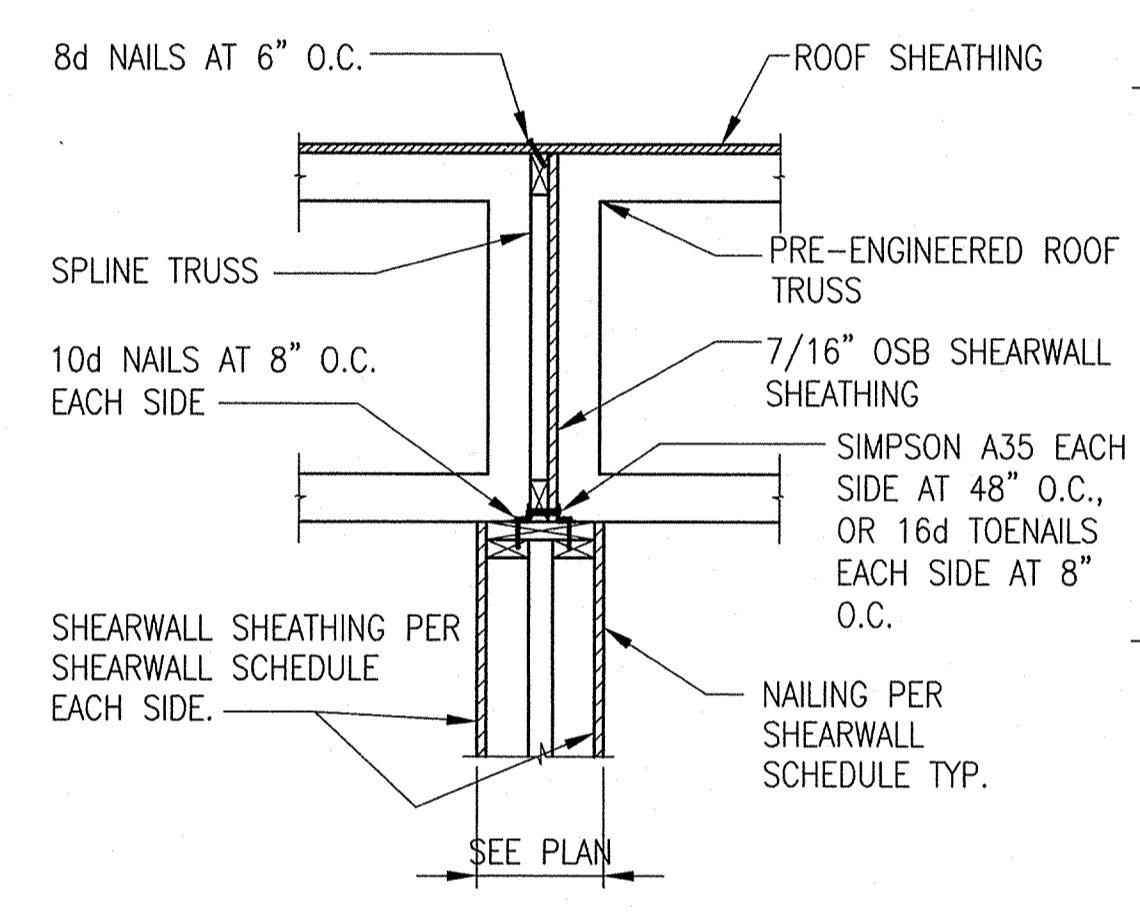 8d NAILS AT 6" O.C.
ROOF SHEATHING
SPLINE TRUSS
PRE-ENGINEERED ROOF
TRUSS
10d NAILS AT 8" O.C.
EACH SIDE
7/16" OSB SHEARWALL
SHEATHING
SIMPSON A35 EACH
SIDE AT 48" O.C.,
OR 16d TOENAILS
EACH SIDE AT 8"
O.C.
SHEARWALL SHEATHING PER
SHEARWALL SCHEDULE
EACH SIDE.
NAILING PER
SHEARWALL
SCHEDULE TYP.
SEE PLAN